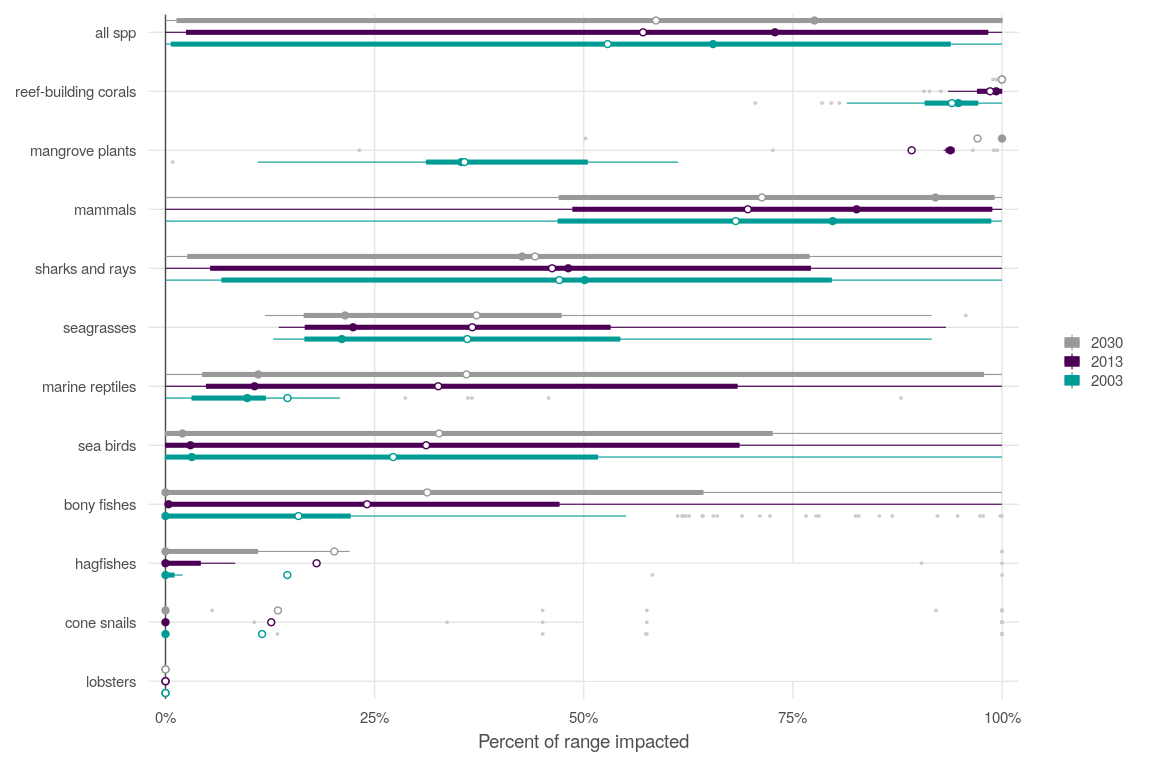 all spp
reef-building corals
mangrove plants
mammals
sharks and rays
seagrasses
marine reptiles
sea birds
bony fishes
hagfishes
cone snails
lobsters
0%
25%
50%
75%
100%
Percent of range impacted
2030
2013
2003